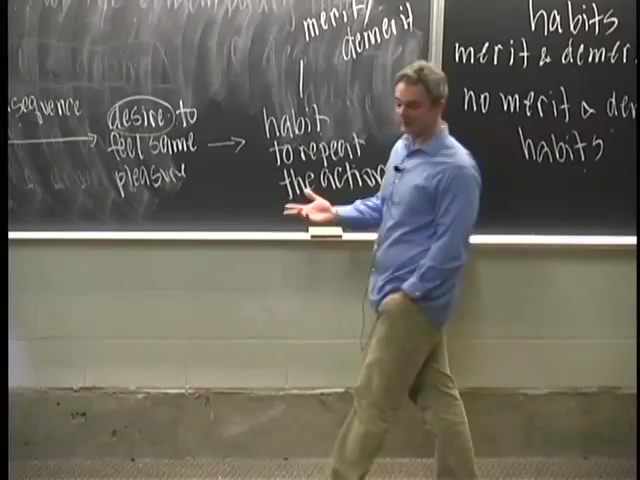 merit/
demerit
sequence
desire to
feel same
pleasure
habit
to repeat
the action
habits
merit & demer
no merit & de
habits